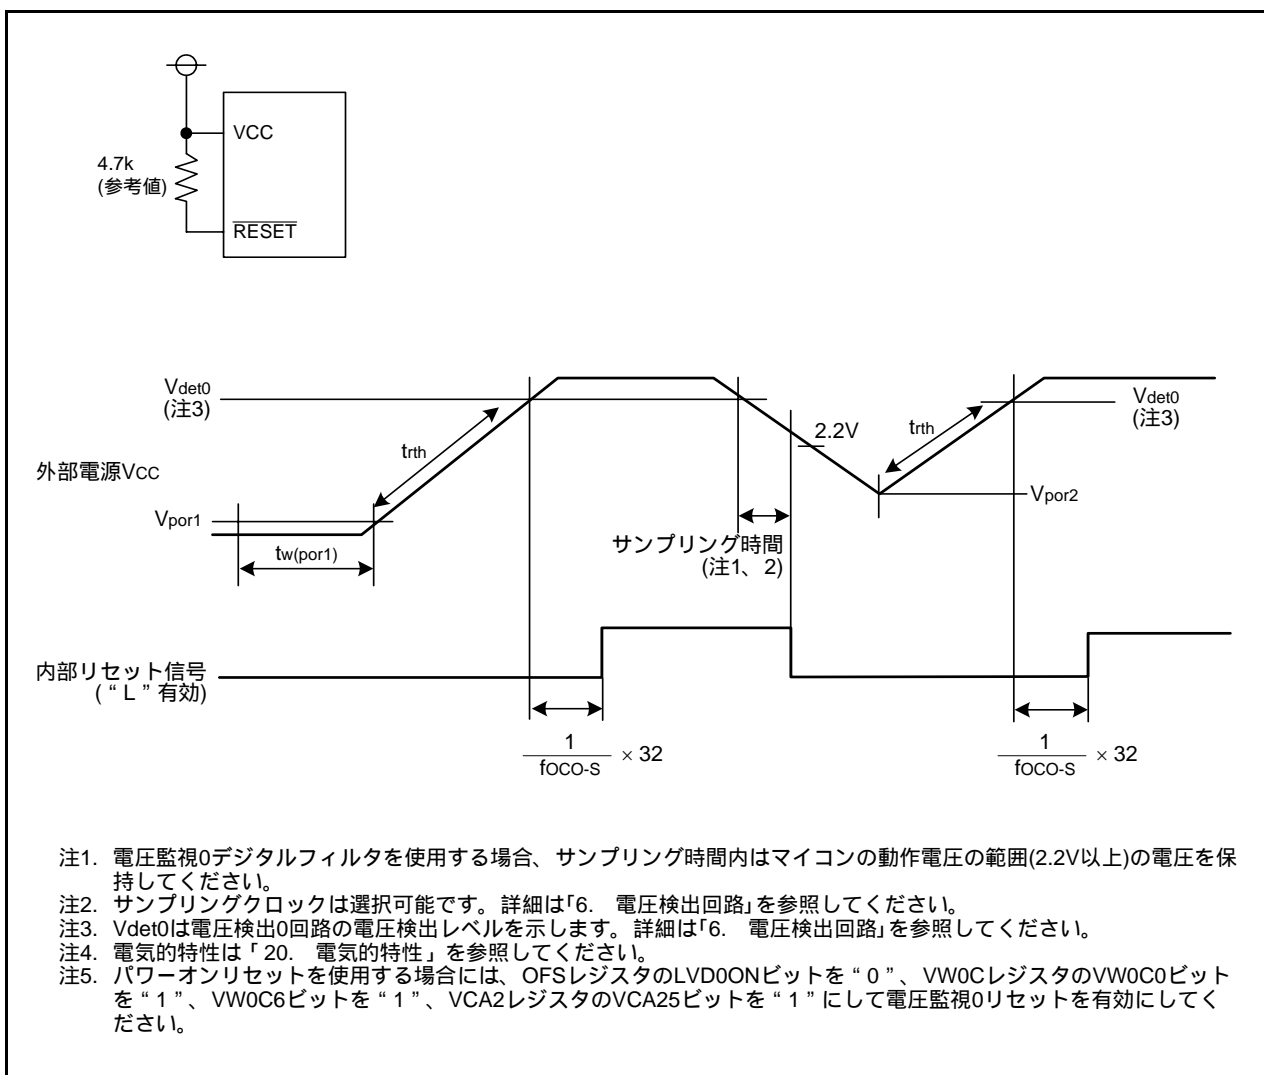 VCC
4.7k
(参考値)
RESET
Vdet0
(注3)
trth
2.2V
trth
Vdet0
(注3)
外部電源VCC
Vpor1
Vpor2
tw(por1)
サンプリング時間
(注1、2)
内部リセット信号
( “ L ” 有効)
1
fOCO-S
× 32
1
fOCO-S
× 32
注1. 電圧監視0デジタルフィルタを使用する場合、サンプリング時間内はマイコンの動作電圧の範囲(2.2V以上)の電圧を保
持してください。
注2. サンプリングクロックは選択可能です。詳細は「6. 電圧検出回路」を参照してください。
注3. Vdet0は電圧検出0回路の電圧検出レベルを示します。詳細は「6. 電圧検出回路」を参照してください。
注4. 電気的特性は「 20. 電気的特性 」を参照してください。
注5. パワーオンリセットを使用する場合には、OFSレジスタのLVD0ONビットを “ 0 ” 、VW0CレジスタのVW0C0ビット
を “ 1 ” 、VW0C6ビットを “ 1 ” 、VCA2レジスタのVCA25ビットを “ 1 ” にして電圧監視0リセットを有効にしてく
ださい。